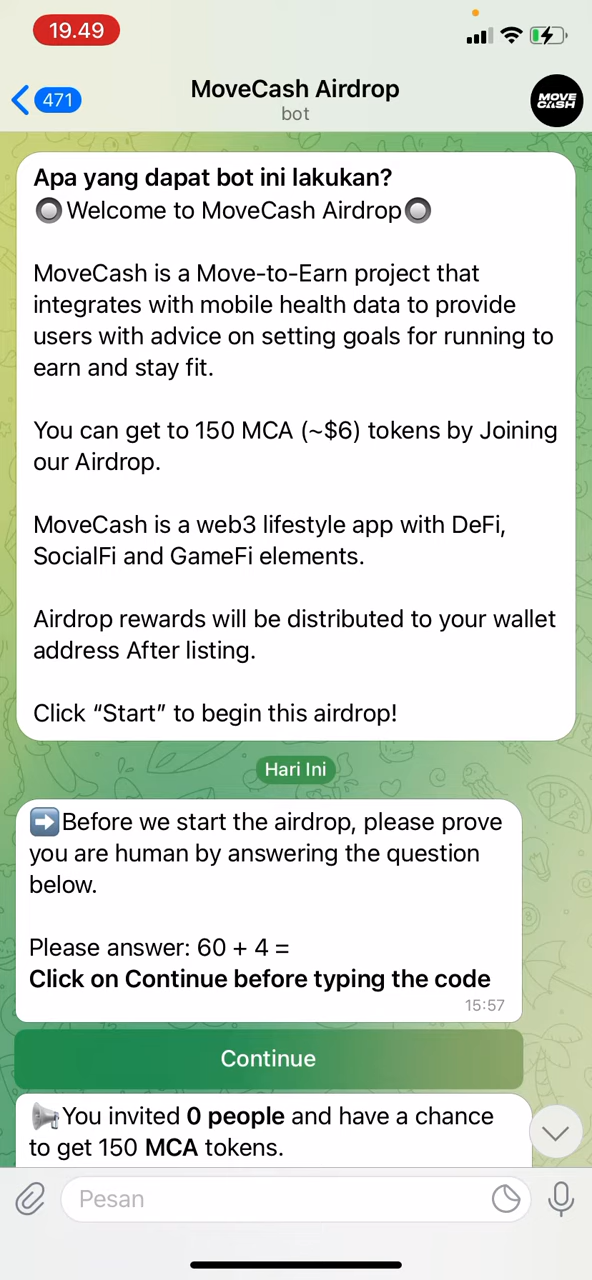 19.49
471
MoveCash Airdrop
bot
MOVE
CASH
Apa yang dapat bot ini lakukan?
Welcome to MoveCash Airdrop
MoveCash is a Move-to-Earn project that
integrates with mobile health data to provide
users with advice on setting goals for running to
earn and stay fit.
You can get to 150 MCA (~$6) tokens by Joining
our Airdrop.
MoveCash is a web3 lifestyle app with DeFi,
SocialFi and GameFi elements.
Airdrop rewards will be distributed to your wallet
address After listing.
Click “Start” to begin this airdrop!
Hari Ini
➡️Before we start the airdrop, please prove
you are human by answering the question
below.
Please answer: 60 + 4 =
Click on Continue before typing the code
15:57
Continue
📢You invited 0 people and have a chance
to get 150 MCA tokens.
Pesan